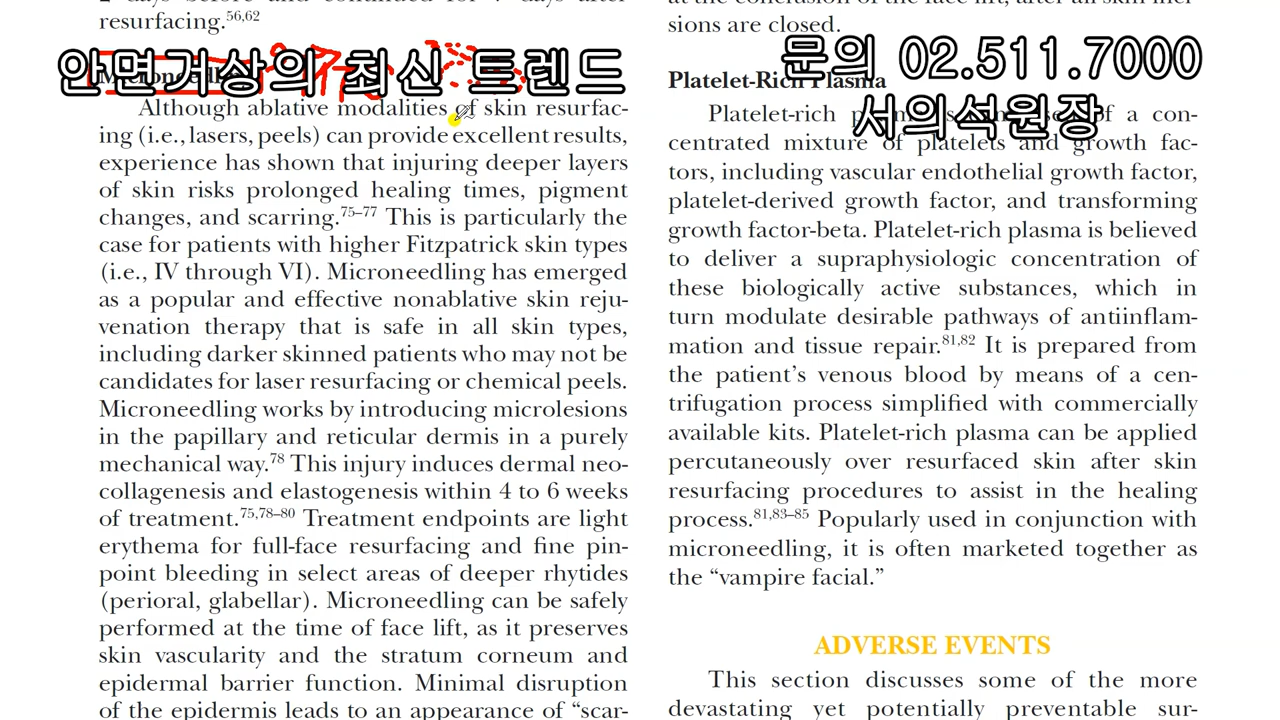 resurfacing.56,62
안면거상의 최신 트렌드
Although ablative modalities of skin resurfac-
ing (i.e., lasers, peels) can provide excellent results,
experience has shown that injuring deeper layers
of skin risks prolonged healing times, pigment
changes, and scarring.75–77 This is particularly the
case for patients with higher Fitzpatrick skin types
(i.e., IV through VI). Microneedling has emerged
as a popular and effective nonablative skin reju-
venation therapy that is safe in all skin types,
including darker skinned patients who may not be
candidates for laser resurfacing or chemical peels.
Microneedling works by introducing microlesions
in the papillary and reticular dermis in a purely
mechanical way.78 This injury induces dermal neo-
collagenesis and elastogenesis within 4 to 6 weeks
of treatment.75,78–80 Treatment endpoints are light
erythema for full-face resurfacing and fine pin-
point bleeding in select areas of deeper rhytides
(perioral, glabellar). Microneedling can be safely
performed at the time of face lift, as it preserves
skin vascularity and the stratum corneum and
epidermal barrier function. Minimal disruption
of the epidermis leads to an appearance of “scar-
sions are closed.
문의 02.511.7000
Platelet-Rich Plasma
서의석원장
Platelet-rich of a con-
centrated mixture of platelets and growth fac-
tors, including vascular endothelial growth factor,
platelet-derived growth factor, and transforming
growth factor-beta. Platelet-rich plasma is believed
to deliver a supraphysiologic concentration of
these biologically active substances, which in
turn modulate desirable pathways of antiinflam-
mation and tissue repair.81,82 It is prepared from
the patient’s venous blood by means of a cen-
trifugation process simplified with commercially
available kits. Platelet-rich plasma can be applied
percutaneously over resurfaced skin after skin
resurfacing procedures to assist in the healing
process.81,83–85 Popularly used in conjunction with
microneedling, it is often marketed together as
the “vampire facial.”
ADVERSE EVENTS
This section discusses some of the more
devastating yet potentially preventable sur-